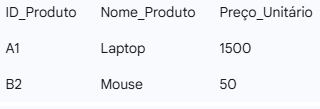 ID_Produto Nome_Produto Preço_Unitário
A1 Laptop 1500
B2 Mouse 50